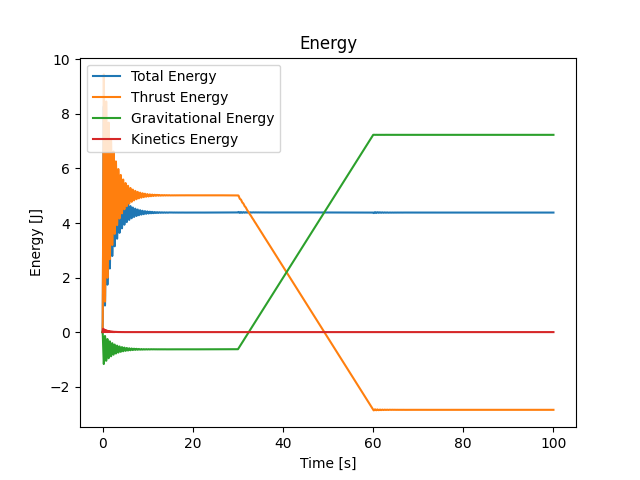 Energy
Total Energy
Thrust Energy
Gravitational Energy
Kinetics Energy
Energy [J]
10
8
6
4
2
0
−2
0 20 40 60 80 100
Time [s]